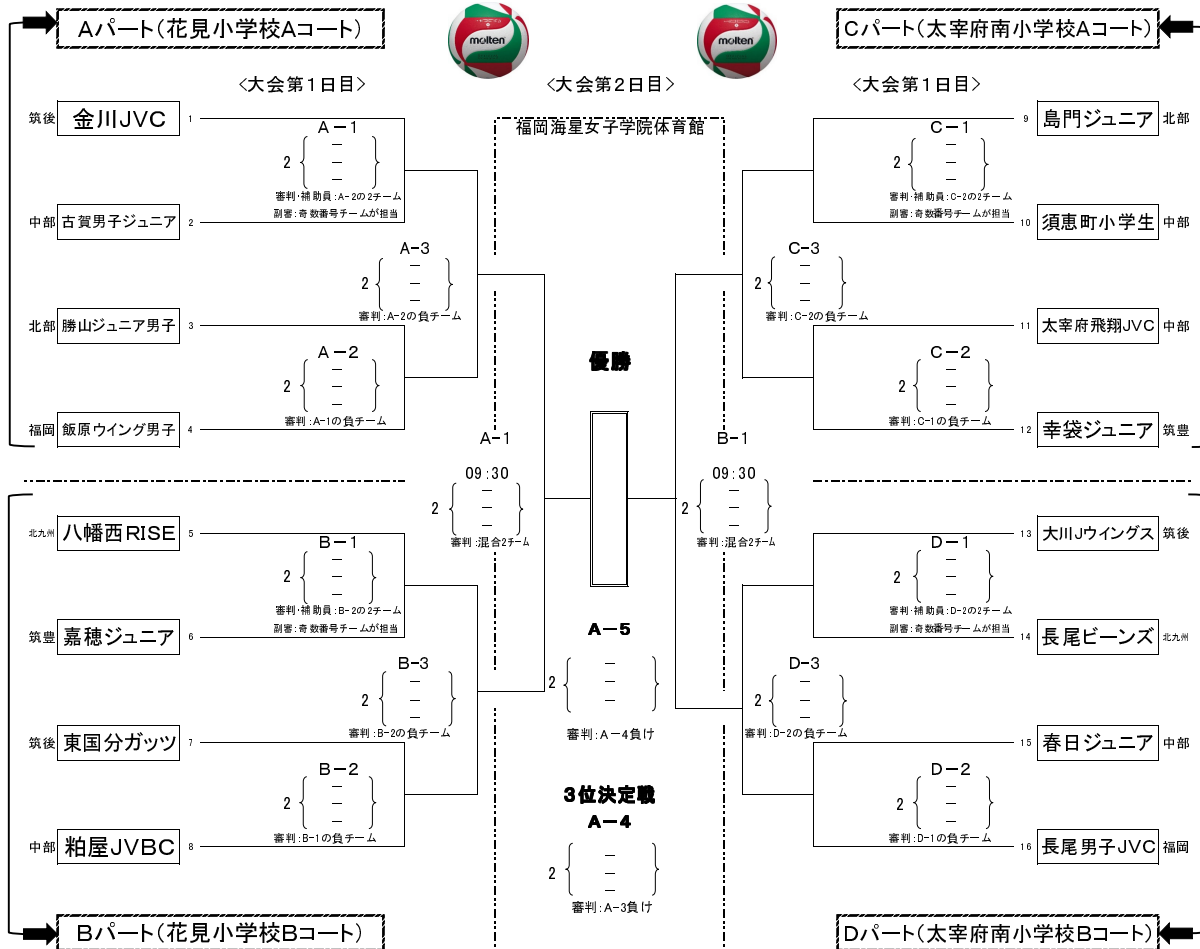 Aパート(花見小学校Aコート)
Cパート(太宰府南小学校Aコート)
molten
molten
<大会第1日目>
<大会第2日目>
<大会第1日目>
福岡海星女子学院体育館
筑後 金川JVC 1
A-1
2
審判・補助員:A-2の2チーム
副審:奇数番号チームが担当
中部 古賀男子ジュニア 2
A-3
2
審判:A-2の負チーム
北部 勝山ジュニア男子 3
A-2
2
審判:A-1の負チーム
福岡 飯原ウイング男子 4
9 島門ジュニア 北部
C-1
2
審判・補助員:C-2の2チーム
副審:奇数番号チームが担当
10 須恵町小学生 中部
C-3
2
審判:C-2の負チーム
11 太宰府飛翔JVC 中部
C-2
2
審判:C-1の負チーム
12 幸袋ジュニア 筑豊
優勝
A-1
09:30
2
審判:混合2チーム
B-1
09:30
2
審判:混合2チーム
北九州 八幡西RISE 5
B-1
2
審判・補助員:B-2の2チーム
副審:奇数番号チームが担当
筑豊 嘉穂ジュニア 6
B-3
2
審判:B-2の負チーム
筑後 東国分ガッツ 7
B-2
2
審判:B-1の負チーム
中部 粕屋JVBC 8
A-5
2
審判:A-4負け
3位決定戦
A-4
2
審判:A-3負け
13 大川Jウイングス 筑後
D-1
2
審判・補助員:D-2の2チーム
副審:奇数番号チームが担当
14 長尾ビーンズ 北九州
D-3
2
審判:D-2の負チーム
15 春日ジュニア 中部
D-2
2
審判:D-1の負チーム
16 長尾男子JVC 福岡
Bパート(花見小学校Bコート)
Dパート(太宰府南小学校Bコート)